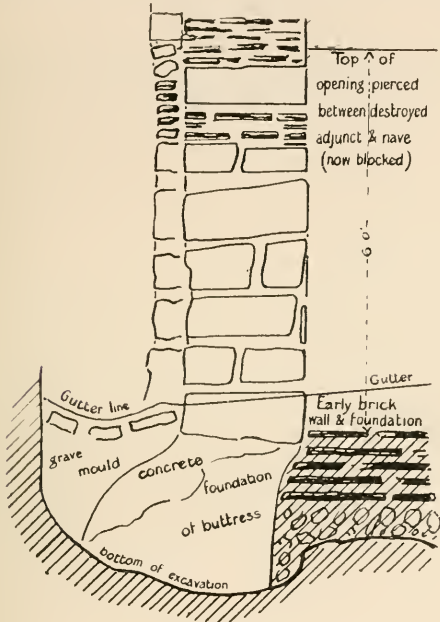 Top of
opening pierced
between destroyed
adjunct & nave
(now blocked)
6'0"
Gutter
Gutter line
Early brick
wall & foundation
grave
mould
concrete
foundation
of buttress
bottom of excavation